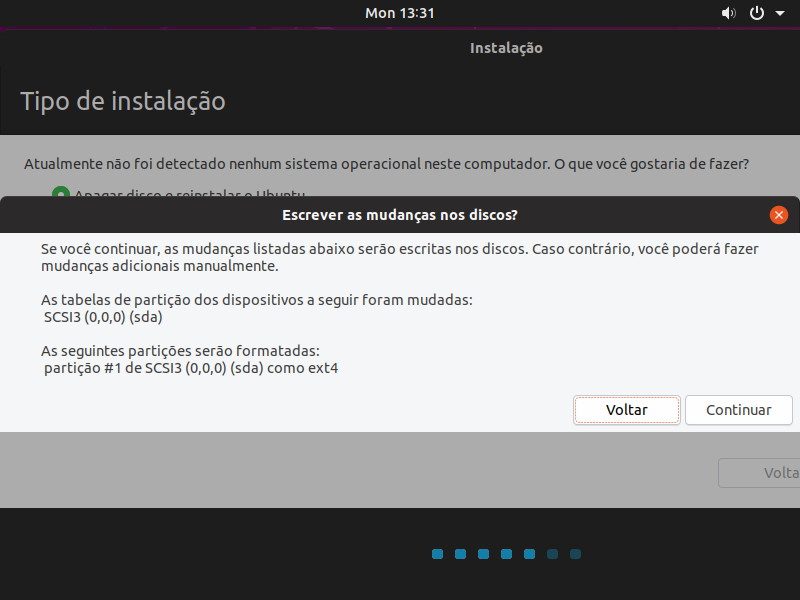 Mon 13:31
Instalação
Tipo de instalação
Atualmente não foi detectado nenhum sistema operacional neste computador. O que você gostaria de fazer?
Apagar disco e reinstalar o Ubuntu
Escrever as mudanças nos discos?
Se você continuar, as mudanças listadas abaixo serão escritas nos discos. Caso contrário, você poderá fazer
mudanças adicionais manualmente.
As tabelas de partição dos dispositivos a seguir foram mudadas:
SCSI3 (0,0,0) (sda)
As seguintes partições serão formatadas:
partição #1 de SCSI3 (0,0,0) (sda) como ext4
Voltar Continuar
Volta